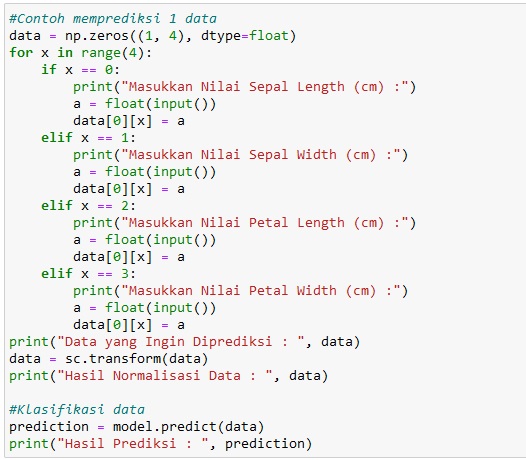 #Contoh memprediksi 1 data
data = np.zeros((1, 4), dtype=float)
for x in range(4):
    if x == 0:
        print("Masukkan Nilai Sepal Length (cm) :")
        a = float(input())
        data[0][x] = a
    elif x == 1:
        print("Masukkan Nilai Sepal Width (cm) :")
        a = float(input())
        data[0][x] = a
    elif x == 2:
        print("Masukkan Nilai Petal Length (cm) :")
        a = float(input())
        data[0][x] = a
    elif x == 3:
        print("Masukkan Nilai Petal Width (cm) :")
        a = float(input())
        data[0][x] = a
print("Data yang Ingin Diprediksi : ", data)
data = sc.transform(data)
print("Hasil Normalisasi Data : ", data)

#Klasifikasi data
prediction = model.predict(data)
print("Hasil Prediksi : ", prediction)